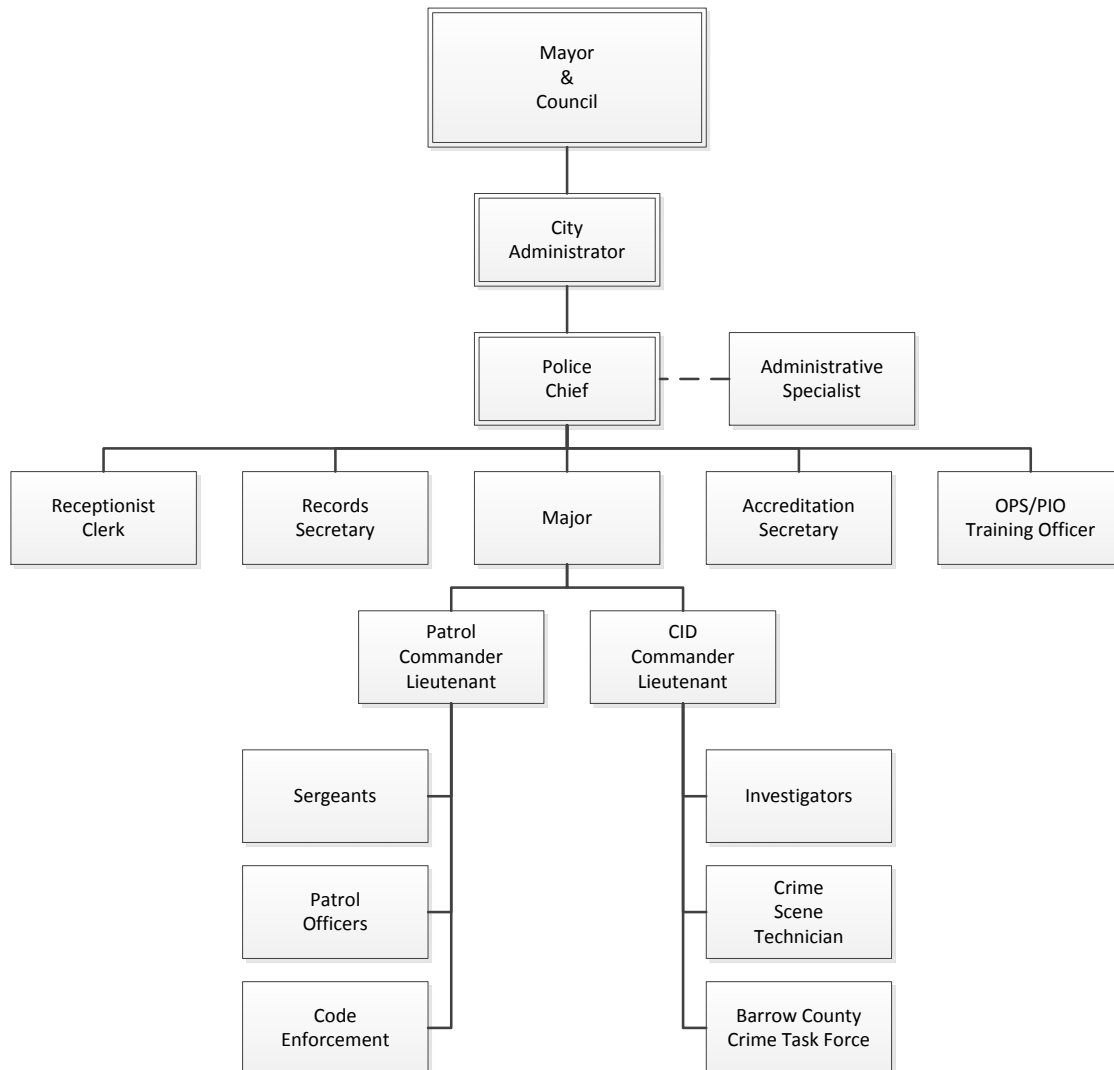 Mayor
&
Council
City
Administrator
Police
Chief
Administrative
Specialist
Receptionist
Clerk
Records
Secretary
Major
Accreditation
Secretary
OPS/PIO
Training Officer
Patrol
Commander
Lieutenant
CID
Commander
Lieutenant
Sergeants
Investigators
Patrol
Officers
Crime
Scene
Technician
Code
Enforcement
Barrow County
Crime Task Force